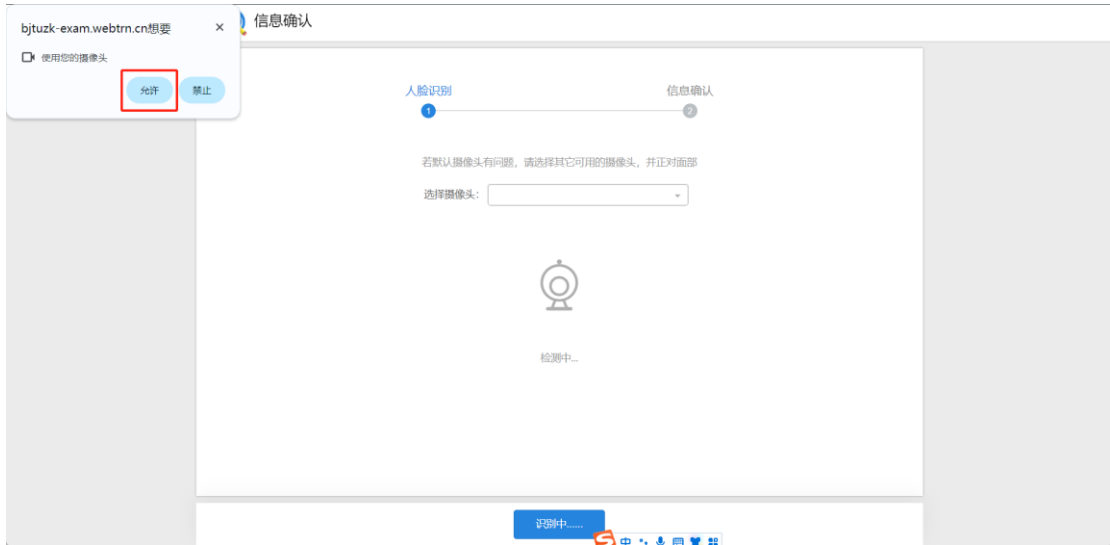 bjtuzk-exam.webtrn.cn想要
使用您的摄像头
允许 禁止
信息确认
人脸识别 信息确认
1 2
若默认摄像头有问题，请选择其它可用的摄像头，并正对面部
选择摄像头：
检测中...
识别中......
中